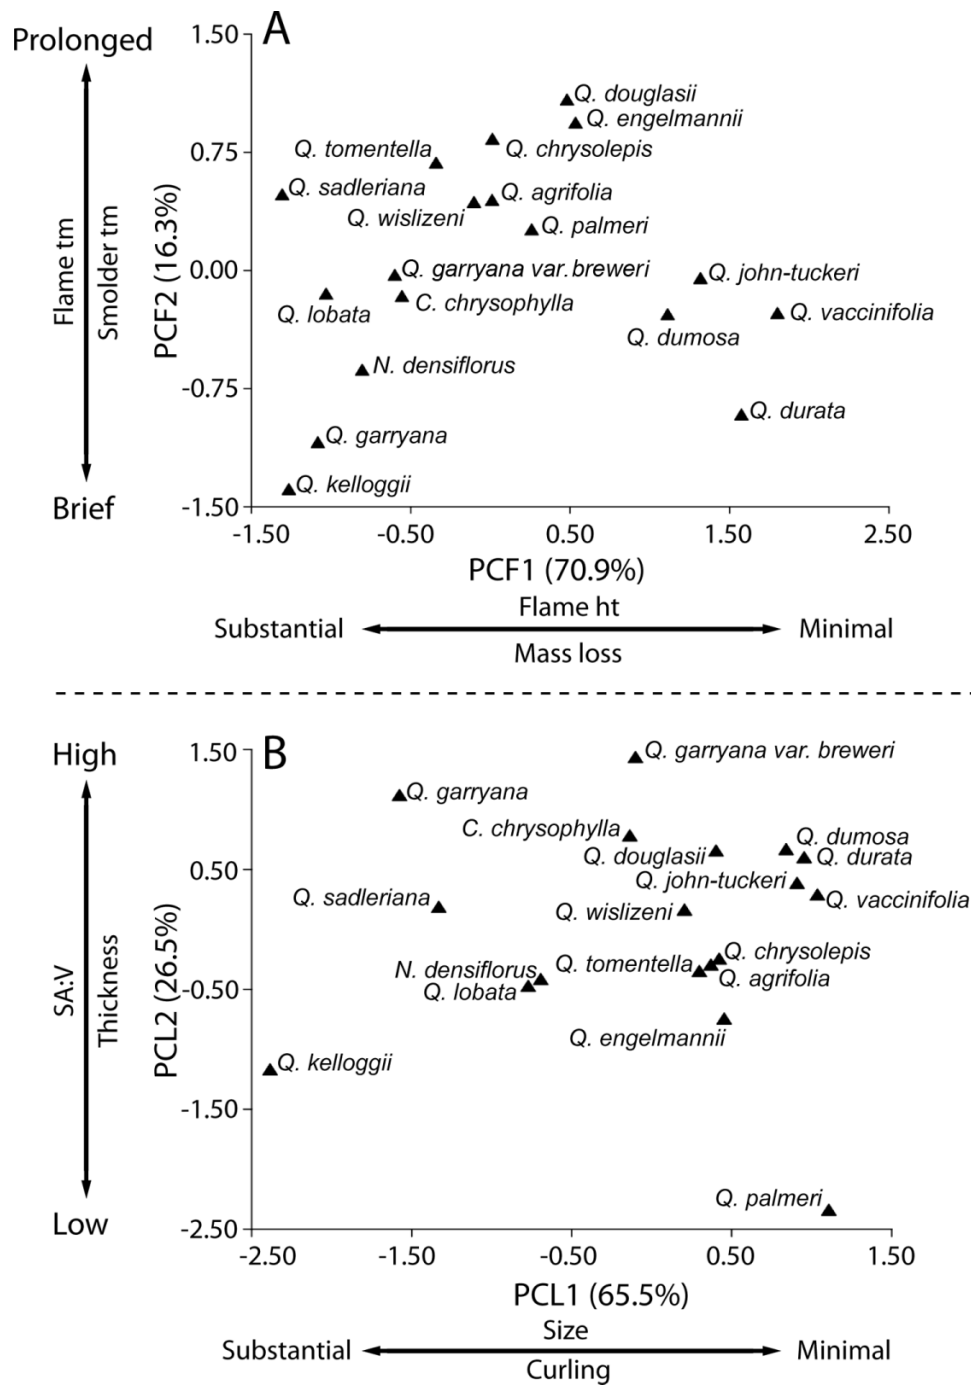 A
Prolonged
1.50
Q. douglasii
Q. engelmannii
Q. tomentella
Q. chrysolepis
0.75
Q. sadleriana
Q. agrifolia
Q. wislizeni
Q. palmeri
Flame tm
Smolder tm
PCF2 (16.3%)
0.00
Q. garryana var.breweri
Q. john-tuckeri
C. chrysophylla
Q. lobata
Q. vaccinifolia
Q. dumosa
N. densiflorus
-0.75
Q. durata
Q. garryana
Q. kelloggii
Brief
-1.50
-1.50 -0.50 0.50 1.50 2.50
PCF1 (70.9%)
Flame ht
Substantial Minimal
Mass loss
B
High
1.50
Q. garryana var. breweri
Q. garryana
C. chrysophylla
Q. dumosa
Q. douglasii
Q. durata
0.50
Q. john-tuckeri
Q. sadleriana
Q. vaccinifolia
Q. wislizeni
SA:V
Thickness
PCL2 (26.5%)
Q. chrysolepis
N. densiflorus
Q. tomentella
Q. agrifolia
-0.50
Q. lobata
Q. engelmannii
Q. kelloggii
-1.50
Q. palmeri
Low
-2.50
-2.50 -1.50 -0.50 0.50 1.50
PCL1 (65.5%)
Size
Substantial Minimal
Curling